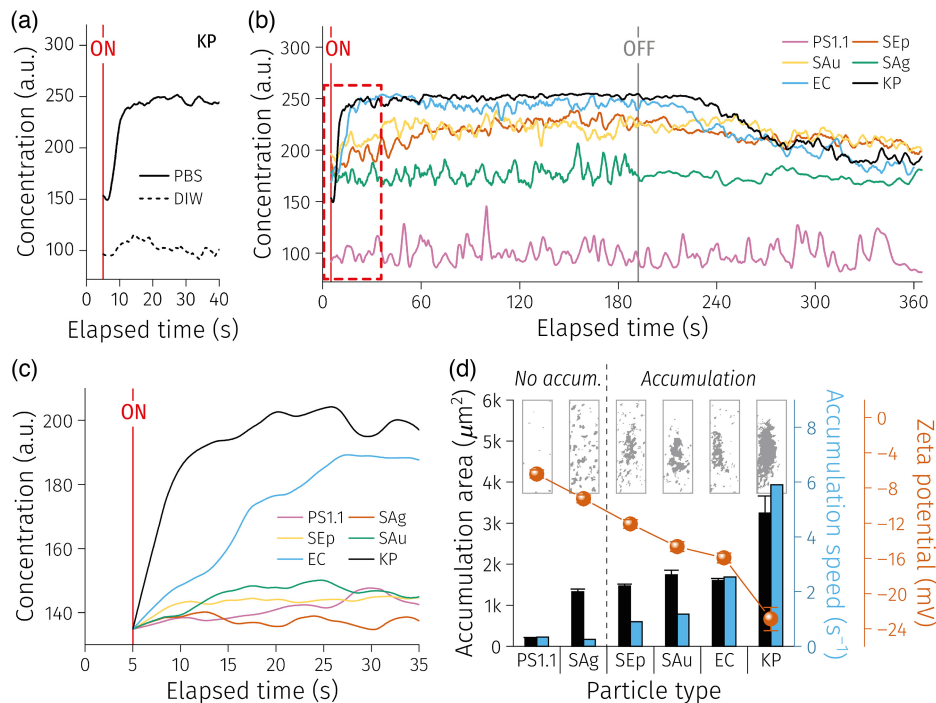 (a)
KP
ON
Concentration (a.u.)
300
250
200
150
100
PBS
DIW
0 10 20 30 40
Elapsed time (s)
(b)
ON
OFF
PS1.1 SEp
SAu SAg
EC KP
Concentration (a.u.)
300
250
200
150
100
0 60 120 180 240 300 360
Elapsed time (s)
(c)
ON
Concentration (a.u.)
200
180
160
140
PS1.1 SAg
SEp SAu
EC KP
0 5 10 15 20 25 30 35
Elapsed time (s)
(d)
No accum. Accumulation
Accumulation area (μm²)
6k
5k
4k
3k
2k
1k
0
Accumulation speed (s⁻¹)
8
6
4
2
0
Zeta potential (mV)
0
−4
−8
−12
−16
−20
−24
PS1.1 SAg SEp SAu EC KP
Particle type